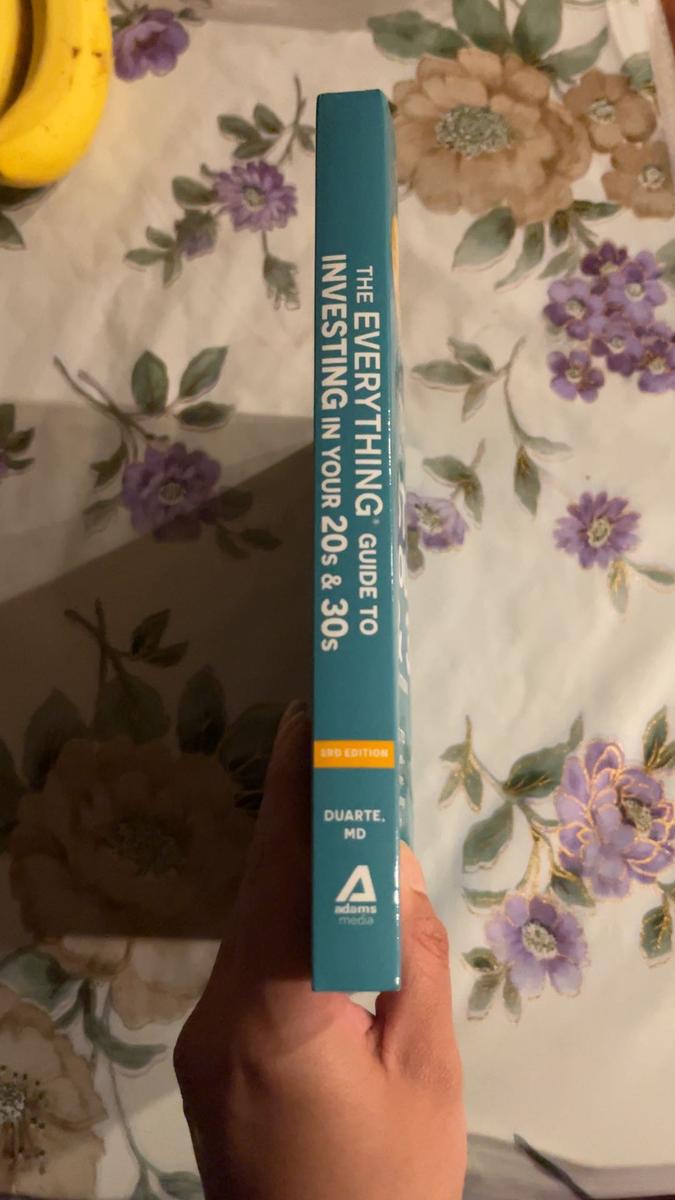 THE EVERYTHING® GUIDE TO
INVESTING IN YOUR 20s & 30s
3RD EDITION
DUARTE,
MD
adams
media